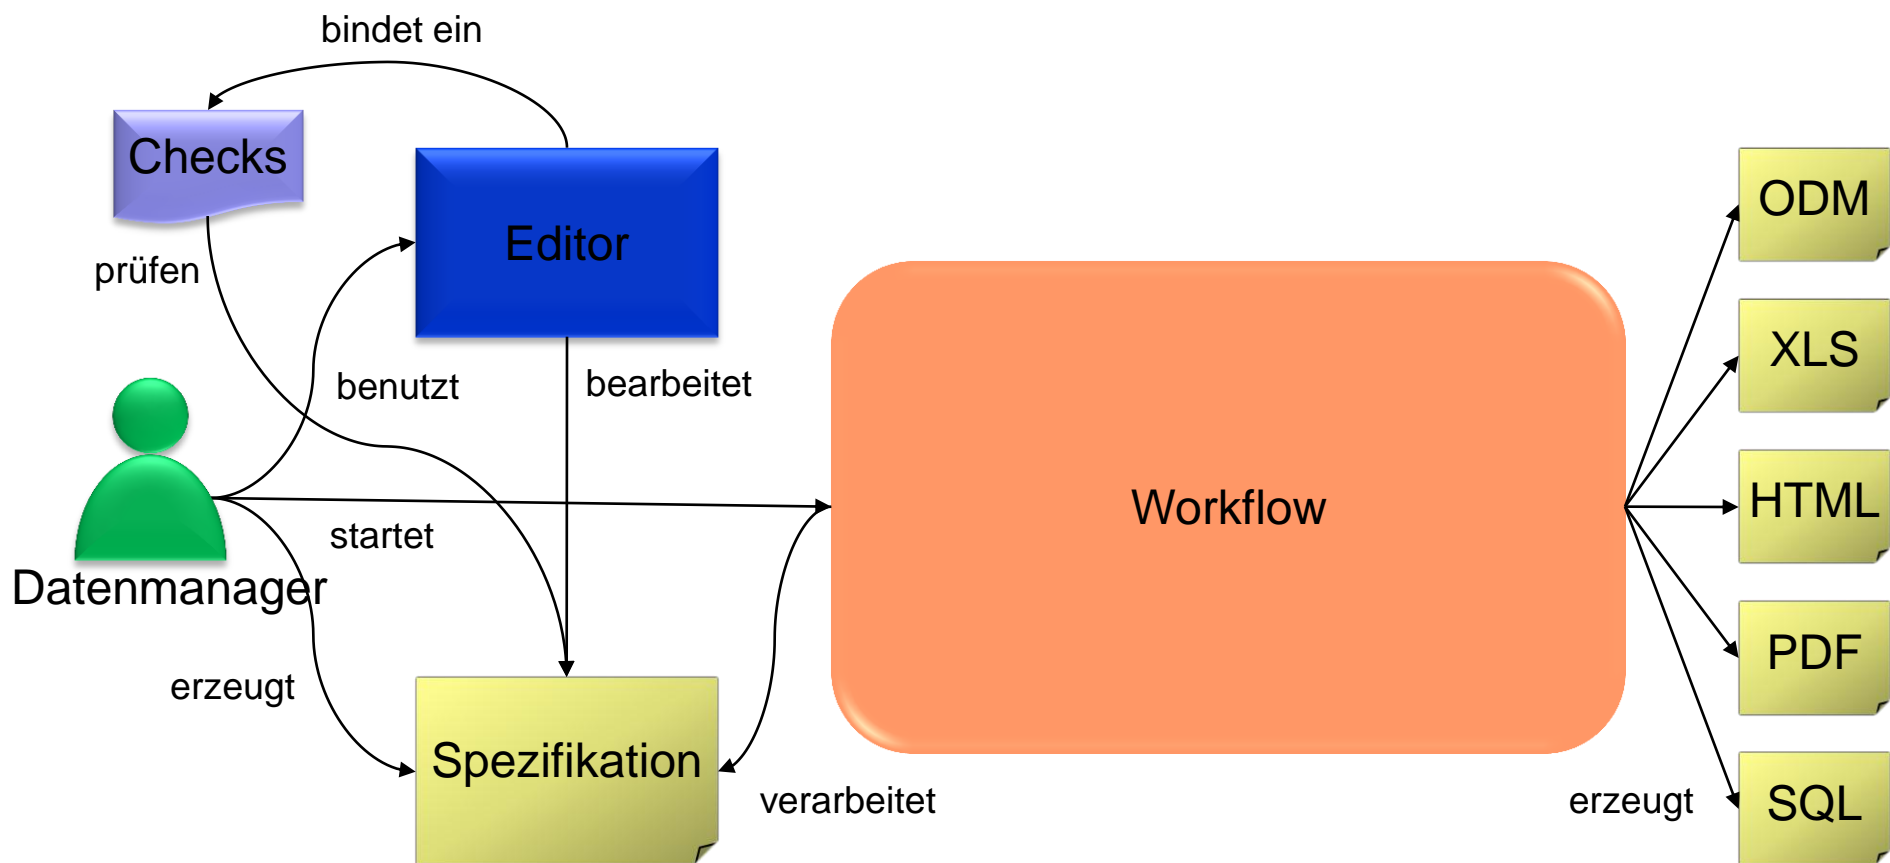 bindet ein
Checks
ODM
Editor
prüfen
XLS
benutzt
bearbeitet
HTML
Workflow
startet
Datenmanager
PDF
erzeugt
Spezifikation
verarbeitet
erzeugt
SQL